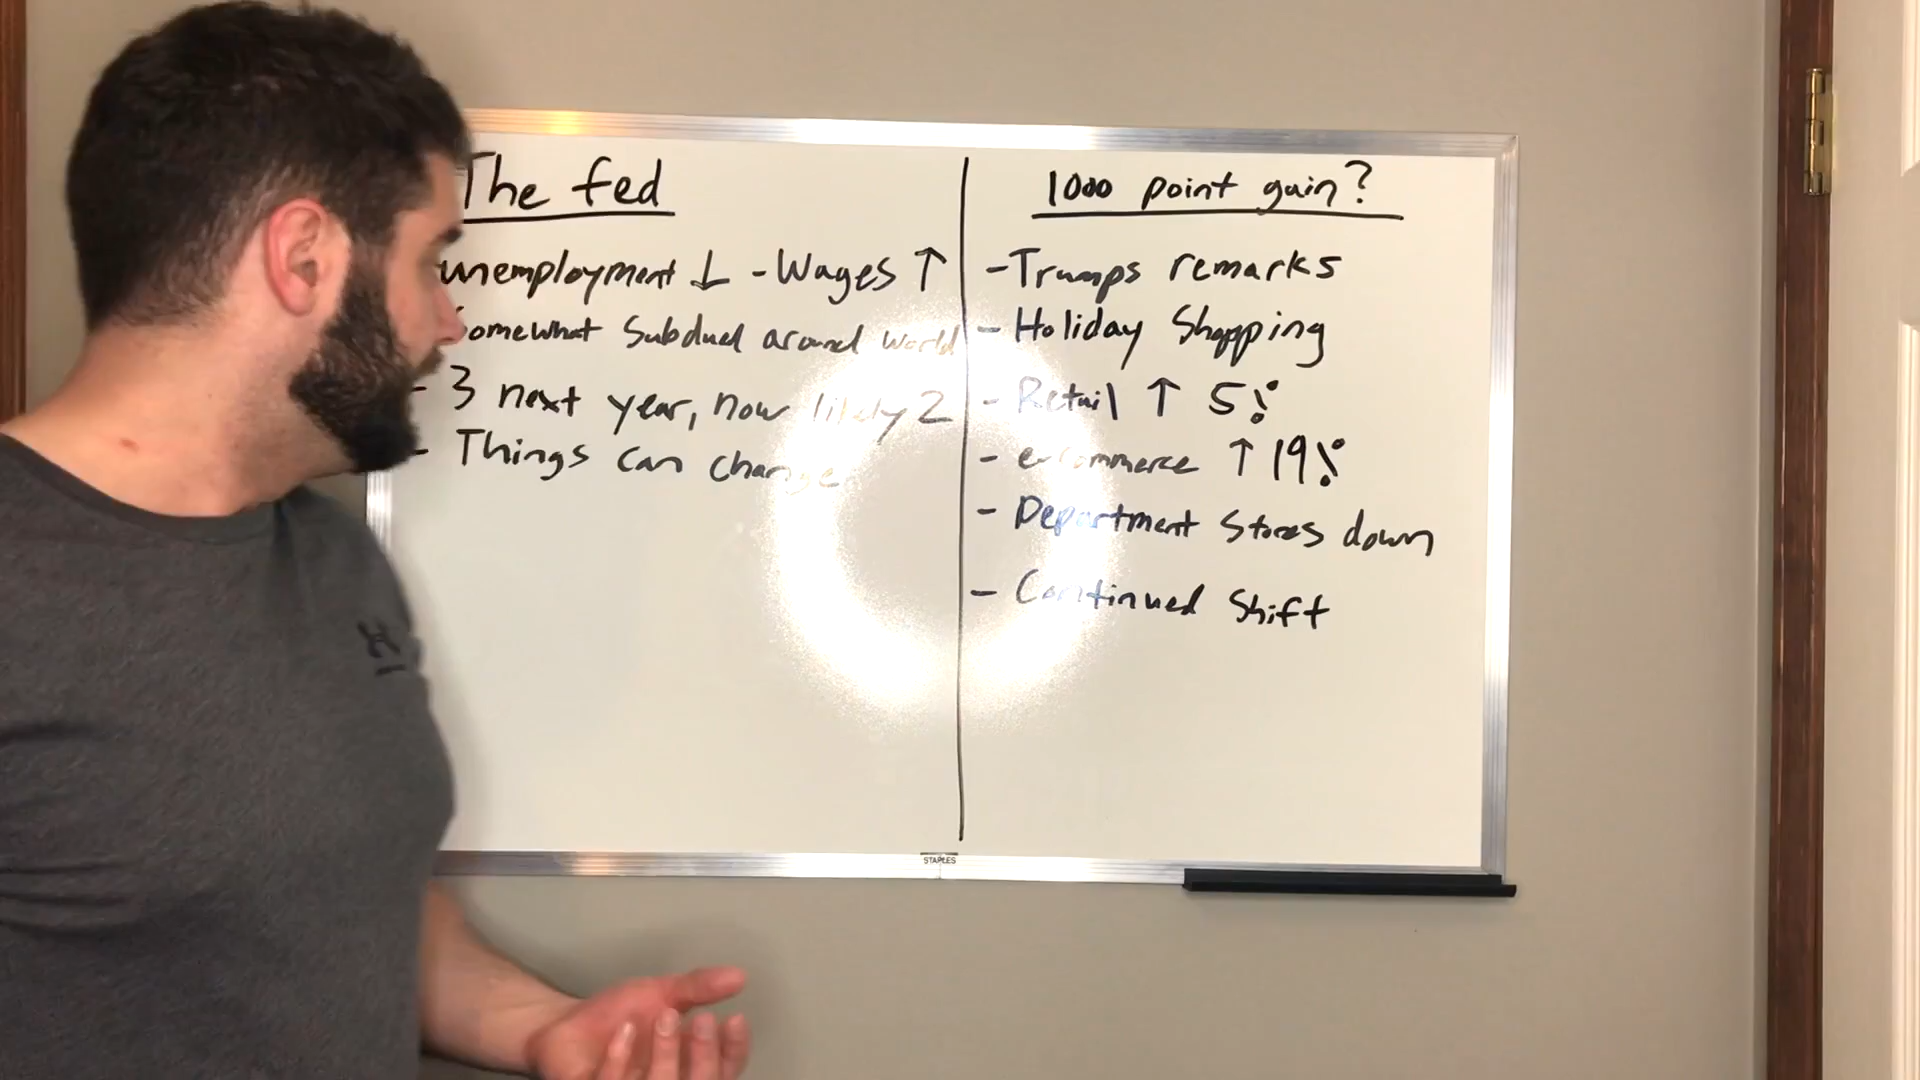 The fed
unemployment ↓ - Wages ↑
Somewhat Subdued around world
- 3 next year, now likely 2
- Things can change
1000 point gain?
- Trumps remarks
- Holiday Shopping
- Retail ↑ 5%
- e-commerce ↑ 19%
- Department Stores down
- Continued Shift
STAPLES